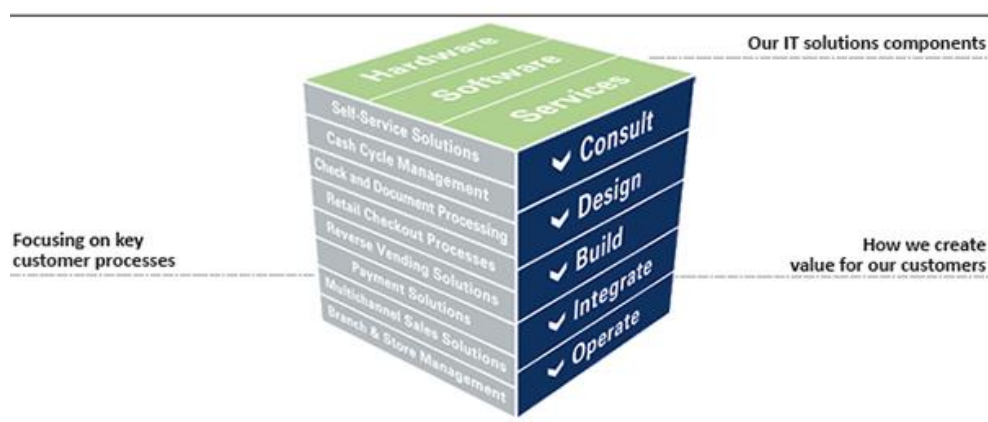 Our IT solutions components
Hardware
Software
Services
Self-Service Solutions
Cash Cycle Management
Check and Document Processing
Retail Checkout Processes
Reverse Vending Solutions
Payment Solutions
Multichannel Sales Solutions
Branch & Store Management
Consult
Design
Build
Integrate
Operate
Focusing on key
customer processes
How we create
value for our customers